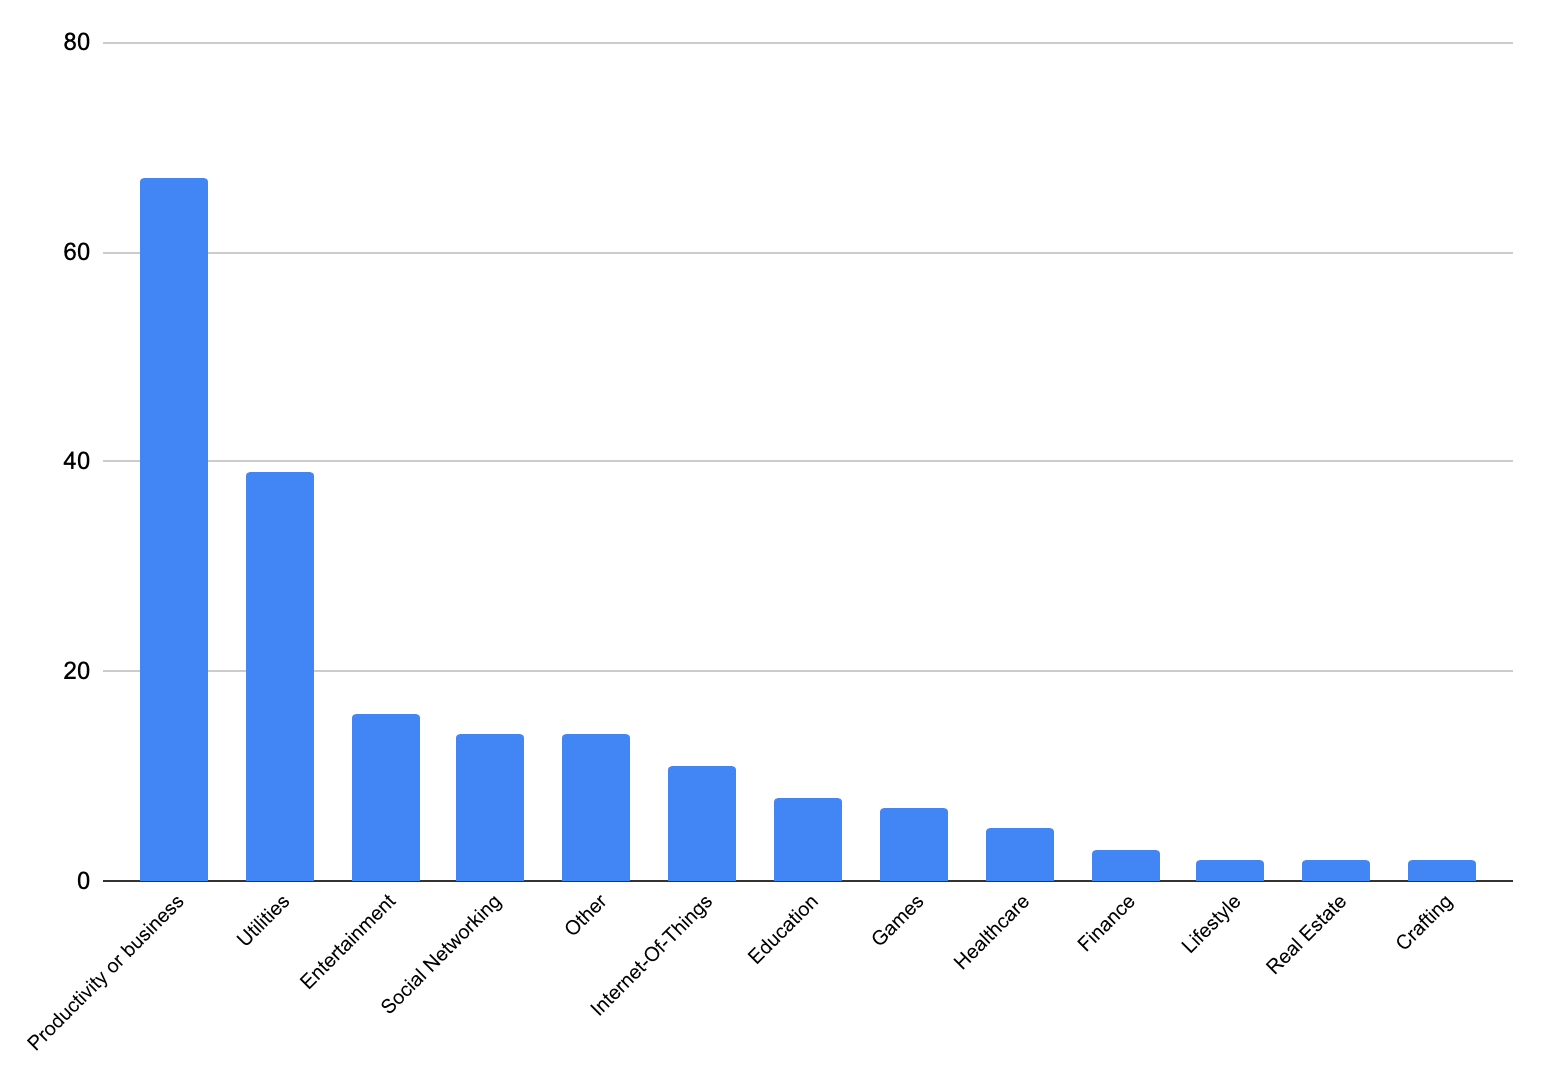 80
60
40
20
0
Productivity or business
Utilities
Entertainment
Social Networking
Other
Internet-Of-Things
Education
Games
Healthcare
Finance
Lifestyle
Real Estate
Crafting